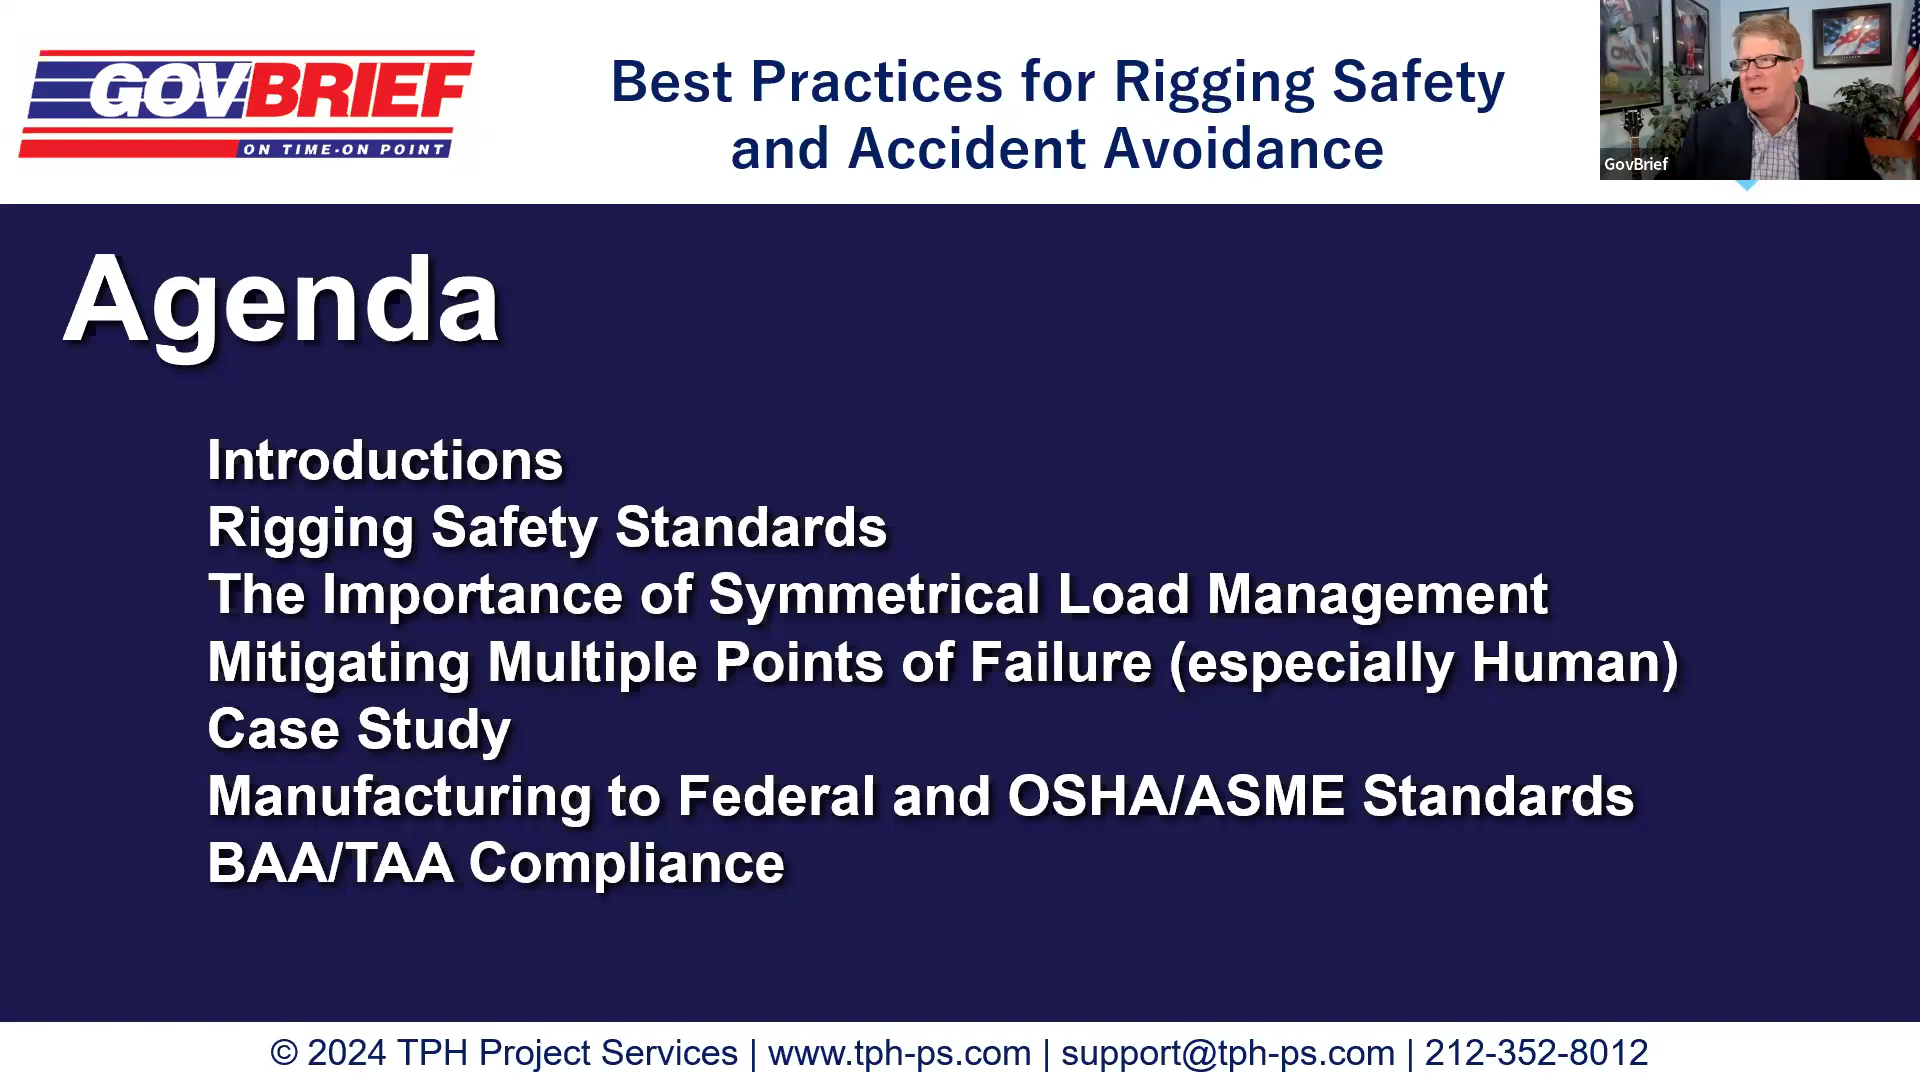 GOVBRIEF
ON TIME-ON POINT
Best Practices for Rigging Safety
and Accident Avoidance
GovBrief
Agenda
Introductions
Rigging Safety Standards
The Importance of Symmetrical Load Management
Mitigating Multiple Points of Failure (especially Human)
Case Study
Manufacturing to Federal and OSHA/ASME Standards
BAA/TAA Compliance
© 2024 TPH Project Services | www.tph-ps.com | support@tph-ps.com | 212-352-8012